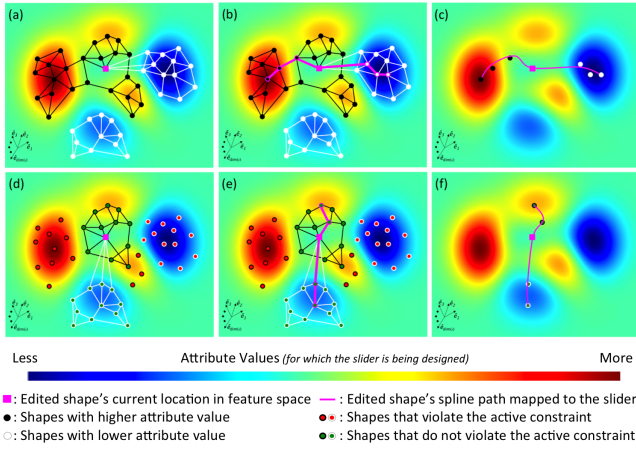 (a)
(b)
(c)
(d)
(e)
(f)
Less Attribute Values (for which the slider is being designed) More
: Edited shape's current location in feature space
: Edited shape's spline path mapped to the slider
: Shapes with higher attribute value
: Shapes that violate the active constraint
: Shapes with lower attribute value
: Shapes that do not violate the active constraint